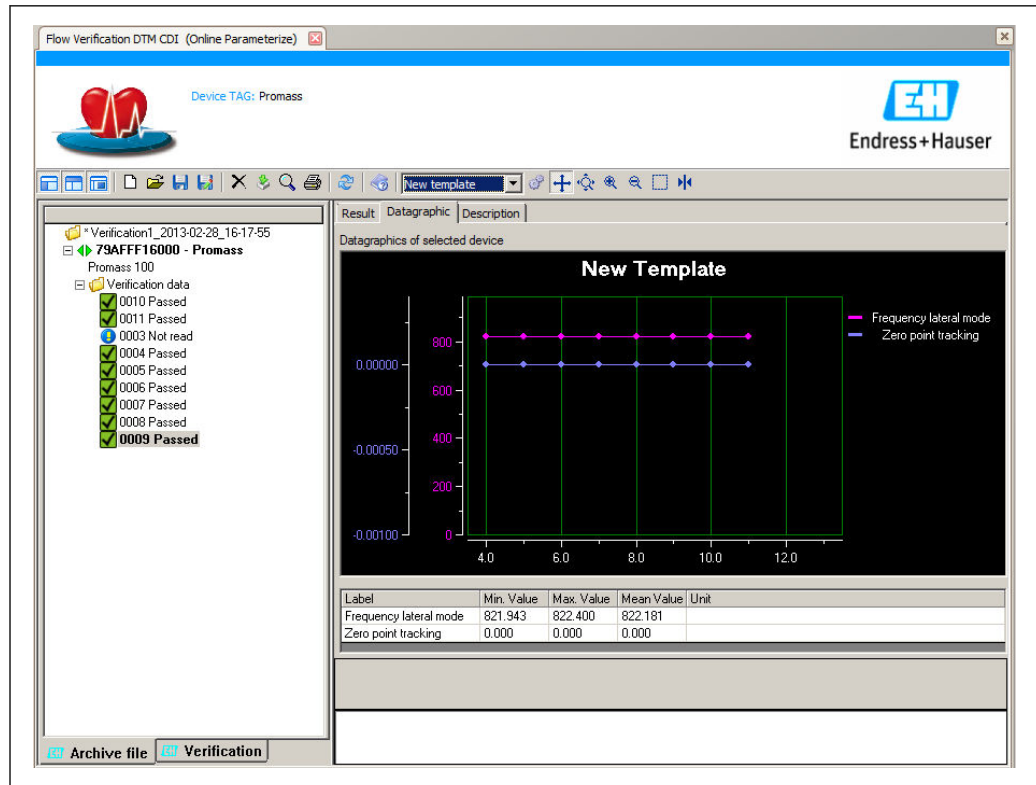 Flow Verification DTM CDI (Online Parameterize)
Device TAG: Promass
EH
Endress+Hauser
New template
Result Datagraphic Description
* Verification1_2013-02-28_16-17-55
79AFFF16000 - Promass
Promass 100
Verification data
0010 Passed
0011 Passed
0003 Not read
0004 Passed
0005 Passed
0006 Passed
0007 Passed
0008 Passed
0009 Passed
Datagraphics of selected device
New Template
Frequency lateral mode
Zero point tracking
0.00000
-0.00050
-0.00100
800
600
400
200
0
4.0 6.0 8.0 10.0 12.0
Label Min. Value Max. Value Mean Value Unit
Frequency lateral mode 821.943 822.400 822.181
Zero point tracking 0.000 0.000 0.000
EH Archive file EH Verification